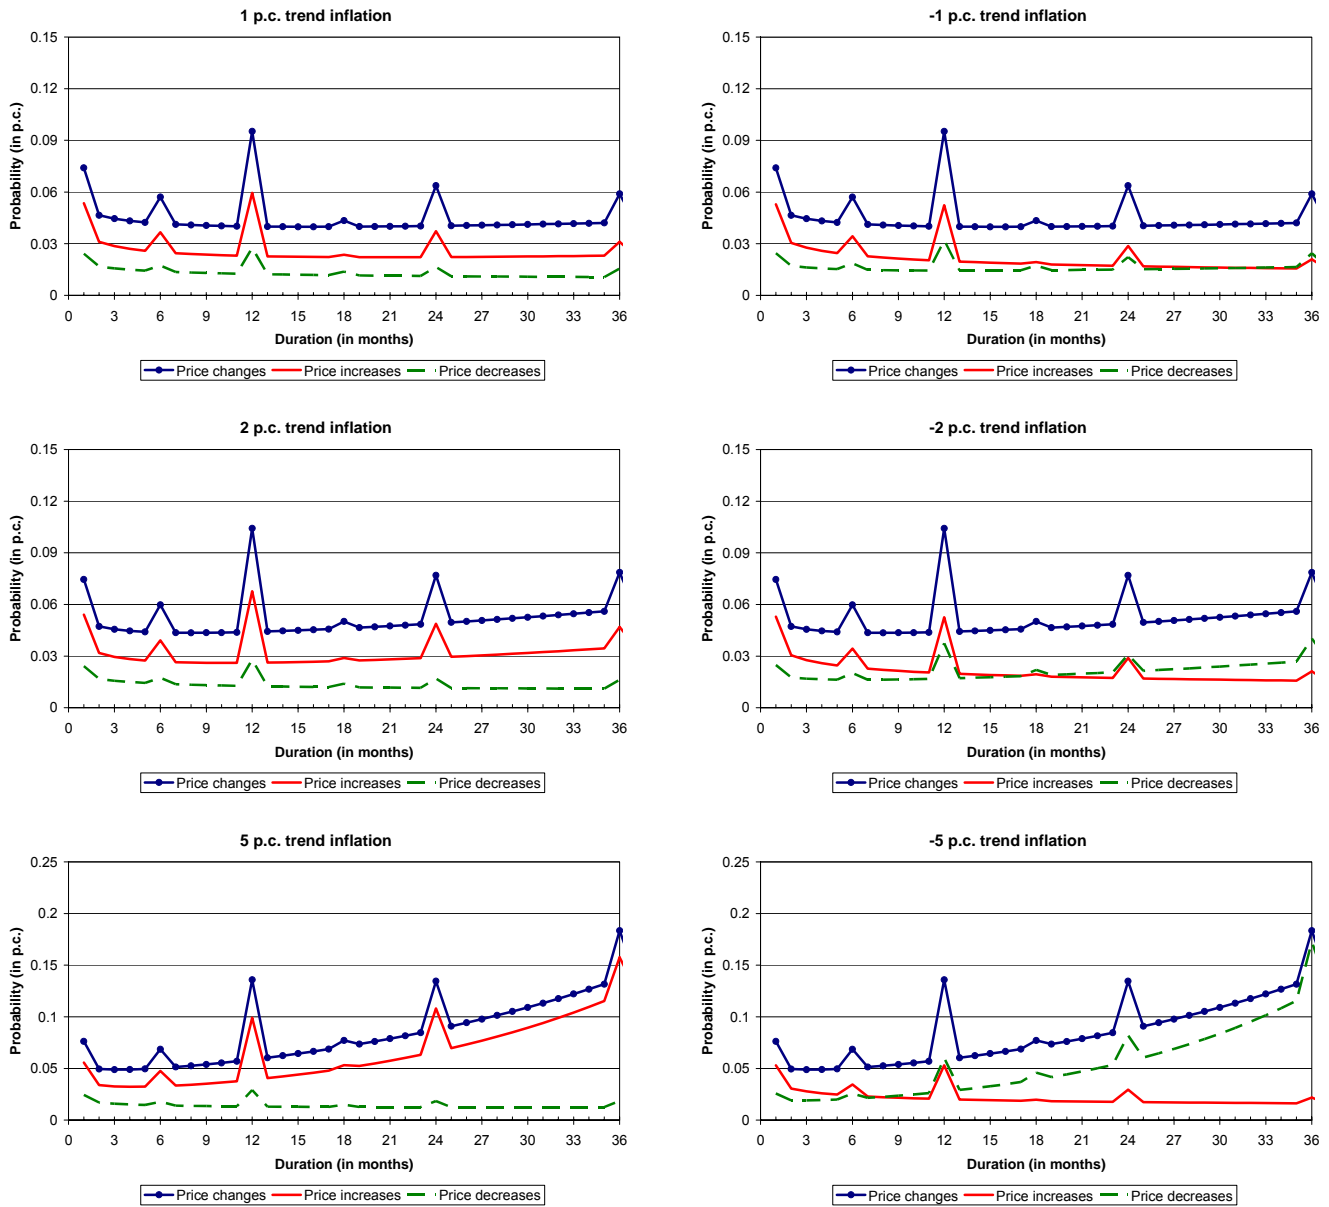 1 p.c. trend inflation
Probability (in p.c.)
0.15
0.12
0.09
0.06
0.03
0
0 3 6 9 12 15 18 21 24 27 30 33 36
Duration (in months)
Price changes Price increases Price decreases
-1 p.c. trend inflation
Probability (in p.c.)
0.15
0.12
0.09
0.06
0.03
0
0 3 6 9 12 15 18 21 24 27 30 33 36
Duration (in months)
Price changes Price increases Price decreases
2 p.c. trend inflation
Probability (in p.c.)
0.15
0.12
0.09
0.06
0.03
0
0 3 6 9 12 15 18 21 24 27 30 33 36
Duration (in months)
Price changes Price increases Price decreases
-2 p.c. trend inflation
Probability (in p.c.)
0.15
0.12
0.09
0.06
0.03
0
0 3 6 9 12 15 18 21 24 27 30 33 36
Duration (in months)
Price changes Price increases Price decreases
5 p.c. trend inflation
Probability (in p.c.)
0.25
0.2
0.15
0.1
0.05
0
0 3 6 9 12 15 18 21 24 27 30 33 36
Duration (in months)
Price changes Price increases Price decreases
-5 p.c. trend inflation
Probability (in p.c.)
0.25
0.2
0.15
0.1
0.05
0
0 3 6 9 12 15 18 21 24 27 30 33 36
Duration (in months)
Price changes Price increases Price decreases